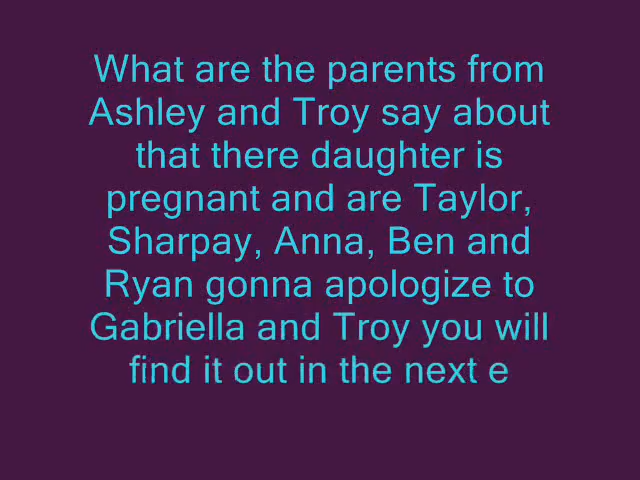 What are the parents from
Ashley and Troy say about
that there daughter is
pregnant and are Taylor,
Sharpay, Anna, Ben and
Ryan gonna apologize to
Gabriella and Troy you will
find it out in the next e